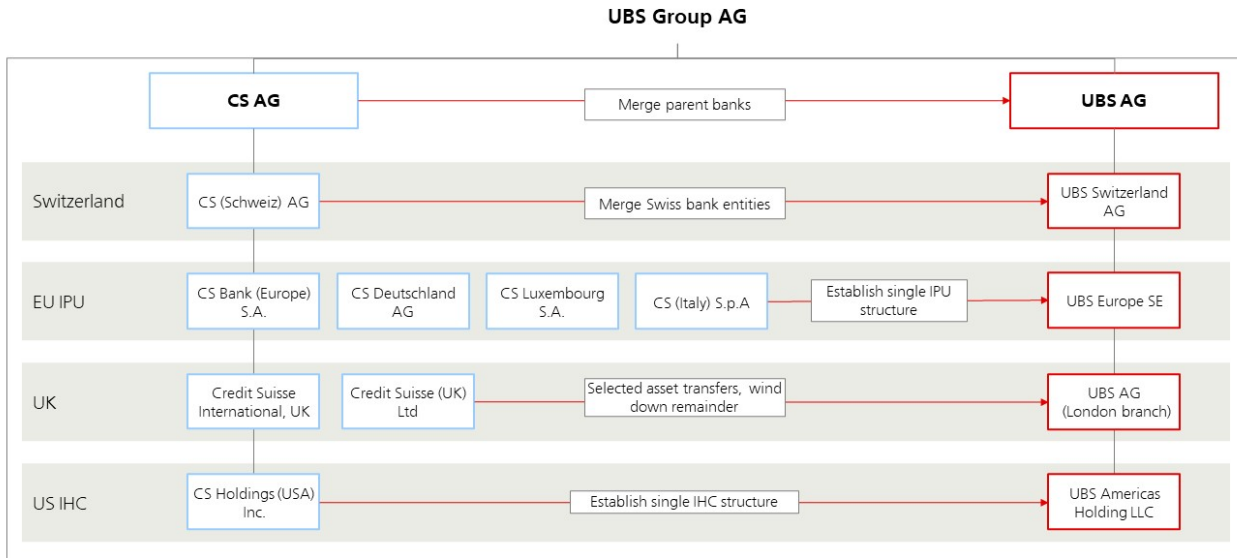 UBS Group AG
CS AG
Merge parent banks
UBS AG
Switzerland
CS (Schweiz) AG
Merge Swiss bank entities
UBS Switzerland
AG
EU IPU
CS Bank (Europe)
S.A.
CS Deutschland
AG
CS Luxembourg
S.A.
CS (Italy) S.p.A
Establish single IPU
structure
UBS Europe SE
UK
Credit Suisse
International, UK
Credit Suisse (UK)
Ltd
Selected asset transfers, wind
down remainder
UBS AG
(London branch)
US IHC
CS Holdings (USA)
Inc.
Establish single IHC structure
UBS Americas
Holding LLC